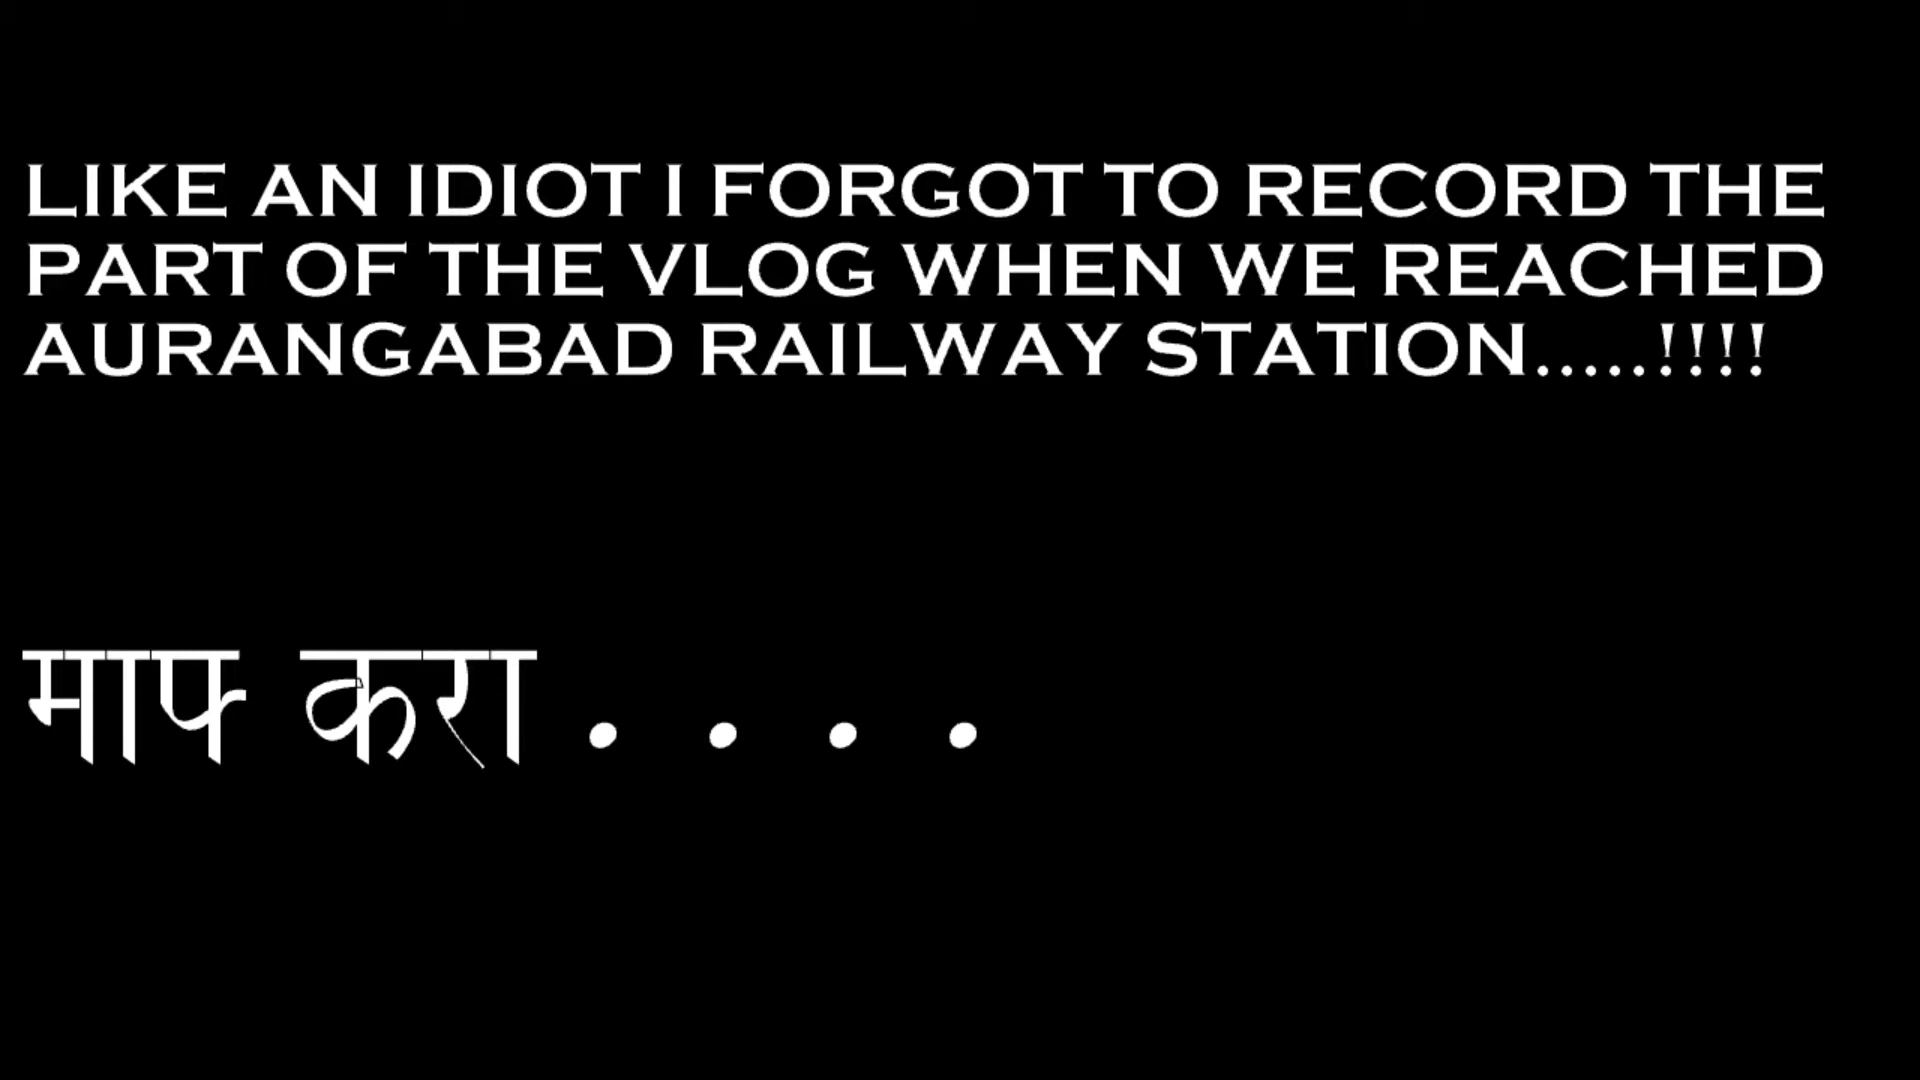 LIKE AN IDIOT I FORGOT TO RECORD THE
PART OF THE VLOG WHEN WE REACHED
AURANGABAD RAILWAY STATION.....!!!!
माफ करा . . . .